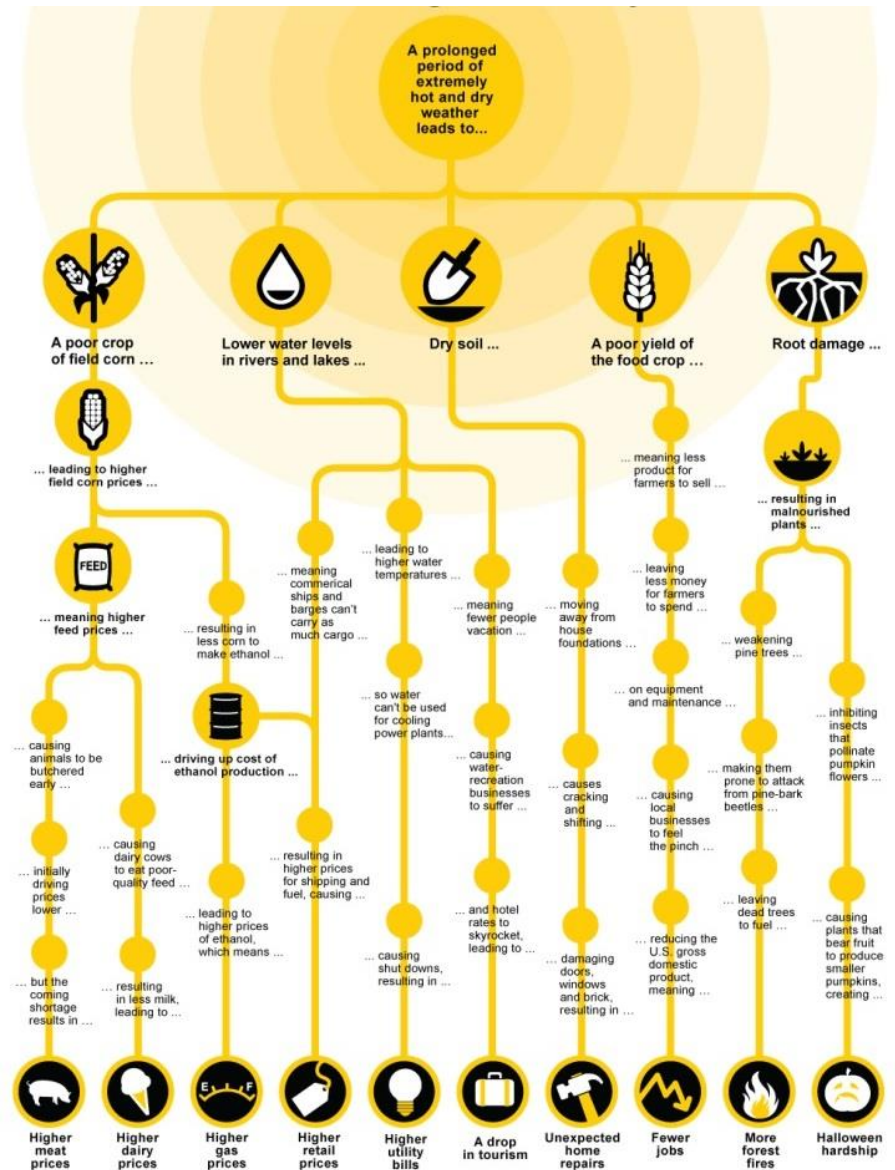 A prolonged
period of
extremely
hot and dry
weather
leads to...
A poor crop
of field corn ...
Lower water levels
in rivers and lakes ...
Dry soil ...
A poor yield of
the food crop ...
Root damage ...
... leading to higher
field corn prices ...
FEED
... meaning higher
feed prices ...
... causing
animals to be
butchered
early ...
... initially
driving
prices
lower ...
... but the
coming
shortage
results in ...
Higher
meat
prices
... causing
dairy cows
to eat poor-
quality feed ...
... resulting
in less milk,
leading to ...
Higher
dairy
prices
... resulting in
less corn to
make ethanol ...
... driving up cost of
ethanol production ...
... leading to
higher prices
of ethanol,
which means ...
E F
Higher
gas
prices
... meaning
commerical
ships and
barges can't
carry as
much cargo ...
... resulting in
higher prices
for shipping and
fuel, causing ...
Higher
retail
prices
... leading to
higher water
temperatures ...
... so water
can't be used
for cooling
power plants...
... causing
shut downs,
resulting in ...
Higher
utility
bills
... meaning
fewer people
vacation ...
... causing
water-
recreation
businesses
to suffer ...
... and hotel
rates to
skyrocket,
leading to ...
A drop
in tourism
... moving
away from
house
foundations ...
... causes
cracking
and
shifting ...
... damaging
doors,
windows
and brick,
resulting in ...
Unexpected
home
repairs
... meaning less
product for
farmers to sell ...
... leaving
less money
for farmers
to spend ...
... on equipment
and maintenance ...
... causing
local
businesses
to feel
the pinch ...
... reducing the
U.S. gross
domestic
product,
meaning ...
Fewer
jobs
... resulting in
malnourished
plants ...
... weakening
pine trees ...
... making them
prone to attack
from pine-bark
beetles ...
... leaving
dead trees
to fuel ...
More
forest
fires
... inhibiting
insects
that
pollinate
pumpkin
flowers ...
... causing
plants that
bear fruit
to produce
smaller
pumpkins,
creating ...
Halloween
hardship